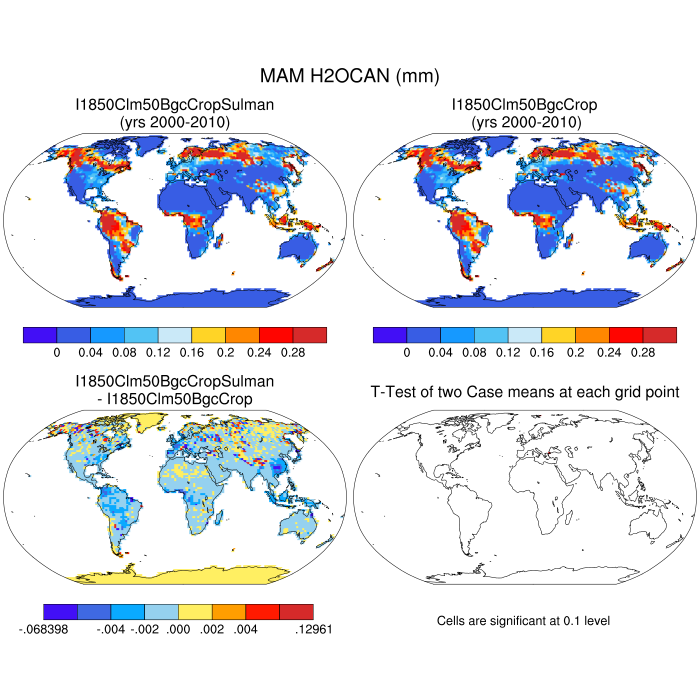 MAM H2OCAN (mm)
I1850Clm50BgcCropSulman
(yrs 2000-2010)
I1850Clm50BgcCrop
(yrs 2000-2010)
0 0.04 0.08 0.12 0.16 0.2 0.24 0.28
0 0.04 0.08 0.12 0.16 0.2 0.24 0.28
I1850Clm50BgcCropSulman
- I1850Clm50BgcCrop
T-Test of two Case means at each grid point
-.068398 -.004 -.002 .000 .002 .004 .12961
Cells are significant at 0.1 level